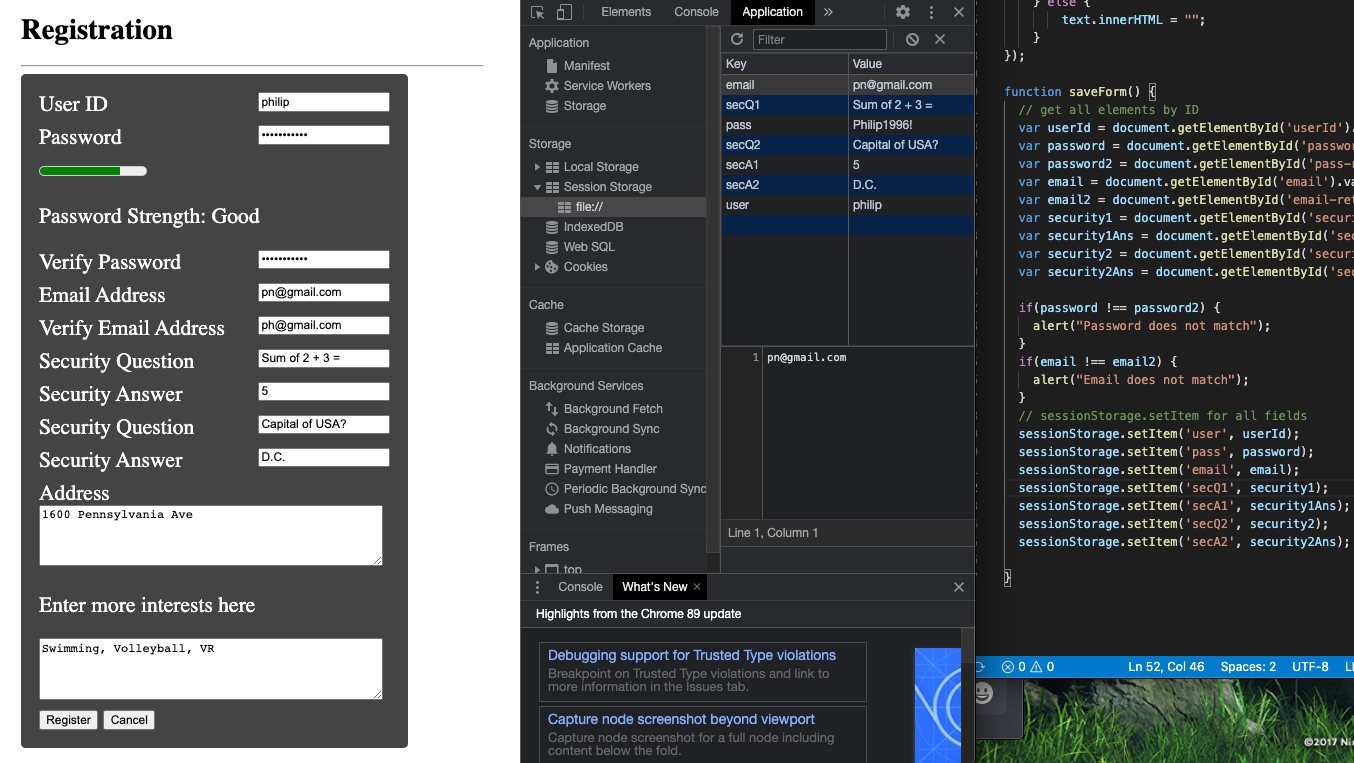 Registration
User ID philip
Password •••••••••••
Password Strength: Good
Verify Password •••••••••••
Email Address pn@gmail.com
Verify Email Address ph@gmail.com
Security Question Sum of 2 + 3 =
Security Answer 5
Security Question Capital of USA?
Security Answer D.C.
Address
1600 Pennsylvania Ave
Enter more interests here
Swimming, Volleyball, VR
Register Cancel
Elements Console Application
Application
Manifest
Service Workers
Storage
Storage
Local Storage
Session Storage
file://
IndexedDB
Web SQL
Cookies
Cache
Cache Storage
Application Cache
Background Services
Background Fetch
Background Sync
Notifications
Payment Handler
Periodic Background Sync
Push Messaging
Frames
top
Filter
Key Value
email pn@gmail.com
secQ1 Sum of 2 + 3 =
pass Philip1996!
secQ2 Capital of USA?
secA1 5
secA2 D.C.
user philip
1 pn@gmail.com
Line 1, Column 1
Console What's New
Highlights from the Chrome 89 update
Debugging support for Trusted Type violations
Breakpoint on Trusted Type violations and link to
more information in the Issues tab.
Capture node screenshot beyond viewport
Capture node screenshot for a full node including
content below the fold.
} else {
text.innerHTML = "";
}
});
function saveForm() {
// get all elements by ID
var userId = document.getElementById('userId').
var password = document.getElementById('passwor
var password2 = document.getElementById('pass-r
var email = document.getElementById('email').va
var email2 = document.getElementById('email-ret
var security1 = document.getElementById('securi
var security1Ans = document.getElementById('sec
var security2 = document.getElementById('securi
var security2Ans = document.getElementById('sec
if(password !== password2) {
alert("Password does not match");
}
if(email !== email2) {
alert("Email does not match");
}
// sessionStorage.setItem for all fields
sessionStorage.setItem('user', userId);
sessionStorage.setItem('pass', password);
sessionStorage.setItem('email', email);
sessionStorage.setItem('secQ1', security1);
sessionStorage.setItem('secA1', security1Ans);
sessionStorage.setItem('secQ2', security2);
sessionStorage.setItem('secA2', security2Ans);
}
0 0 Ln 52, Col 46 Spaces: 2 UTF-8
©2017 Nin